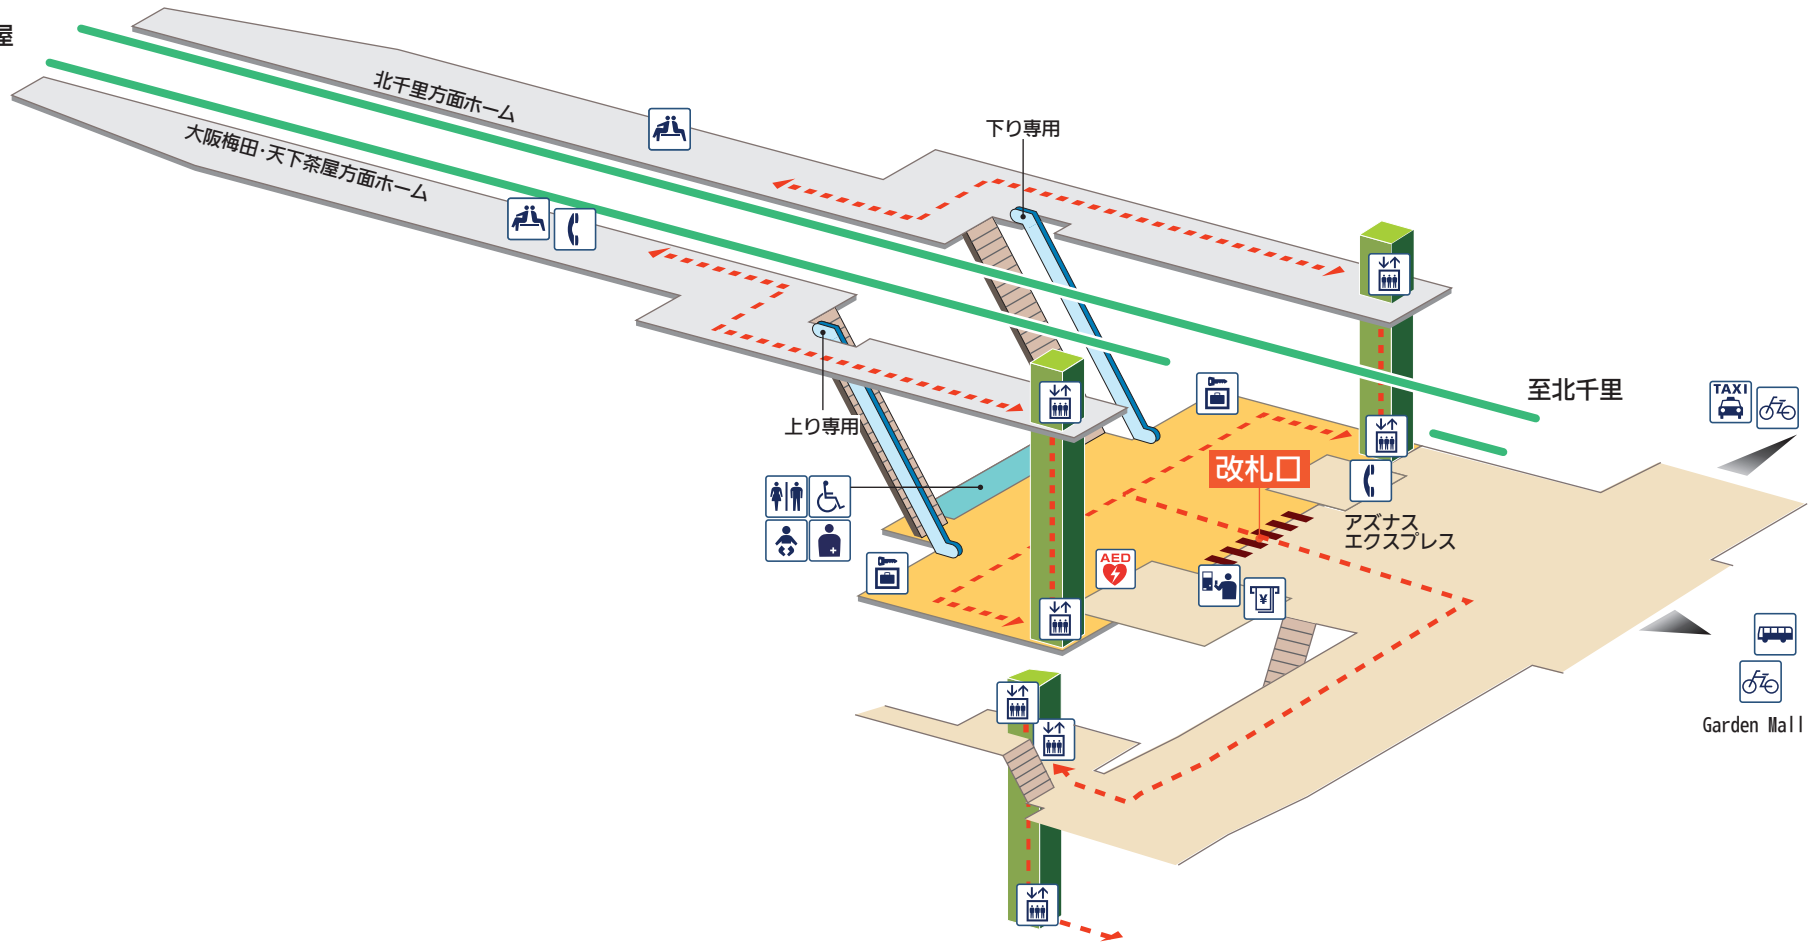 屋
北千里方面ホーム
大阪梅田・天下茶屋方面ホーム
下り専用
上り専用
至北千里
TAXI
改札口
アズナス
エクスプレス
AED
¥
Garden Mall